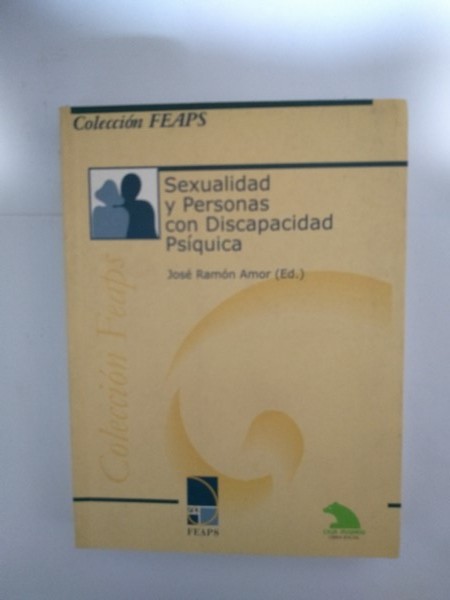 Colección FEAPS
Sexualidad
y Personas
con Discapacidad
Psíquica
José Ramón Amor (Ed.)
Colección Feaps
FEAPS